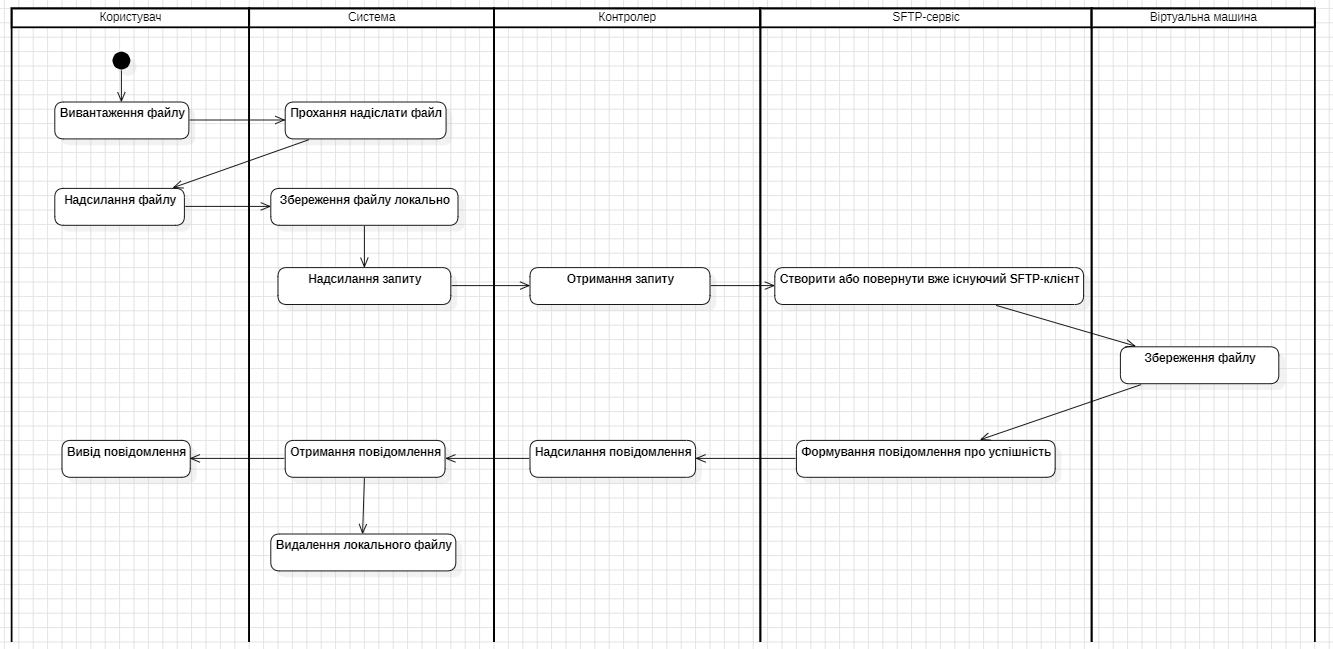 Користувач
Система
Контролер
SFTP-сервіс
Віртуальна машина
Вивантаження файлу
Прохання надіслати файл
Надсилання файлу
Збереження файлу локально
Надсилання запиту
Отримання запиту
Створити або повернути вже існуючий SFTP-клієнт
Збереження файлу
Вивід повідомлення
Отримання повідомлення
Надсилання повідомлення
Формування повідомлення про успішність
Видалення локального файлу